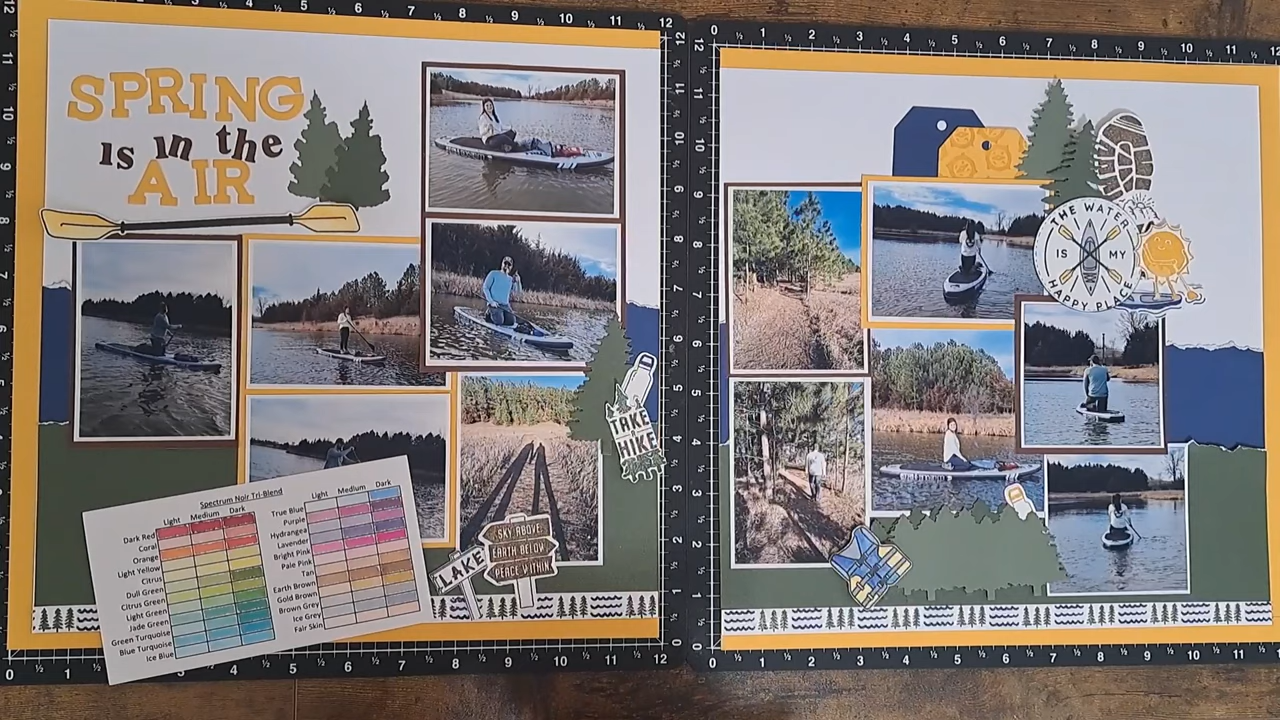 SPRING
is in the
AIR
TAKE
HIKE
LAKE
SKY ABOVE
EARTH BELOW
PEACE WITHIN
Spectrum Noir Tri-Blend
Light Medium Dark
Dark Red
Coral
Orange
Light Yellow
Citrus
Dull Green
Citrus Green
Light Green
Jade Green
Green Turquoise
Blue Turquoise
Ice Blue
Light Medium Dark
True Blue
Purple
Hydrangea
Lavender
Bright Pink
Pale Pink
Tan
Earth Brown
Gold Brown
Brown Grey
Ice Grey
Fair Skin
THE WATER
IS MY
HAPPY PLACE